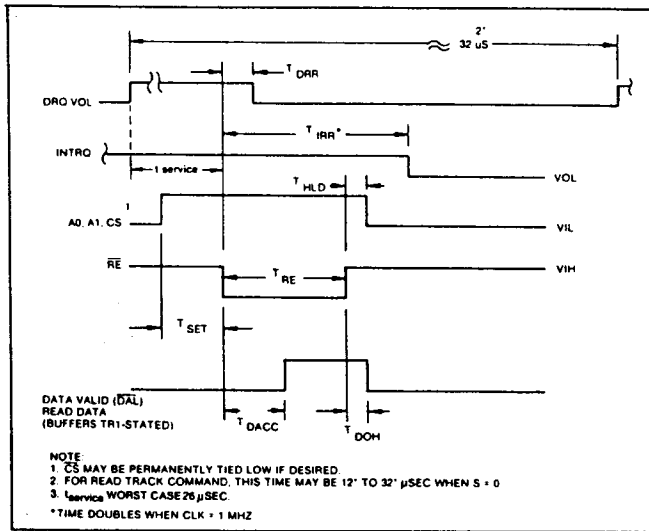 2*
32 µS
T DRR
DRQ VOL
T IRR*
INTRQ
t service
VOL
T HLD
1
A0, A1, CS
VIL
RE
VIH
T RE
T SET
DATA VALID (DAL)
READ DATA
(BUFFERS TR1-STATED)
T DACC
T DOH
NOTE:
1. CS MAY BE PERMANENTLY TIED LOW IF DESIRED.
2. FOR READ TRACK COMMAND, THIS TIME MAY BE 12* TO 32* µSEC WHEN S = 0
3. tservice WORST CASE 26 µSEC.
*TIME DOUBLES WHEN CLK = 1 MHZ